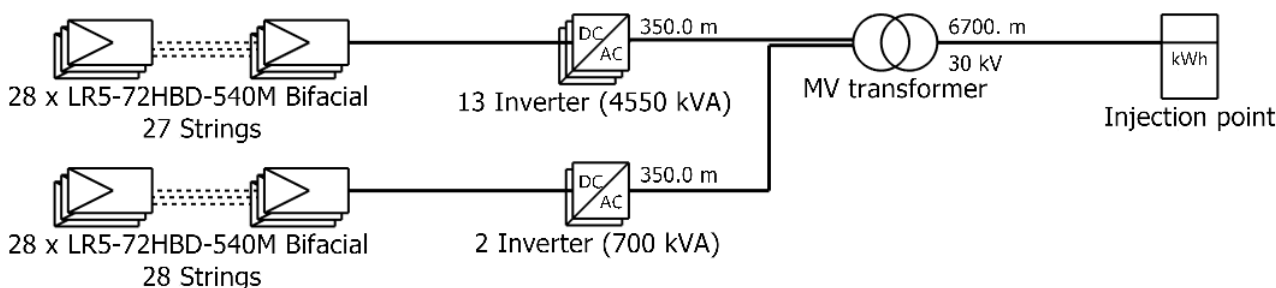 DC
AC
350.0 m
6700. m
30 kV
kWh
28 x LR5-72HBD-540M Bifacial
27 Strings
13 Inverter (4550 kVA)
MV transformer
Injection point
DC
AC
350.0 m
28 x LR5-72HBD-540M Bifacial
28 Strings
2 Inverter (700 kVA)